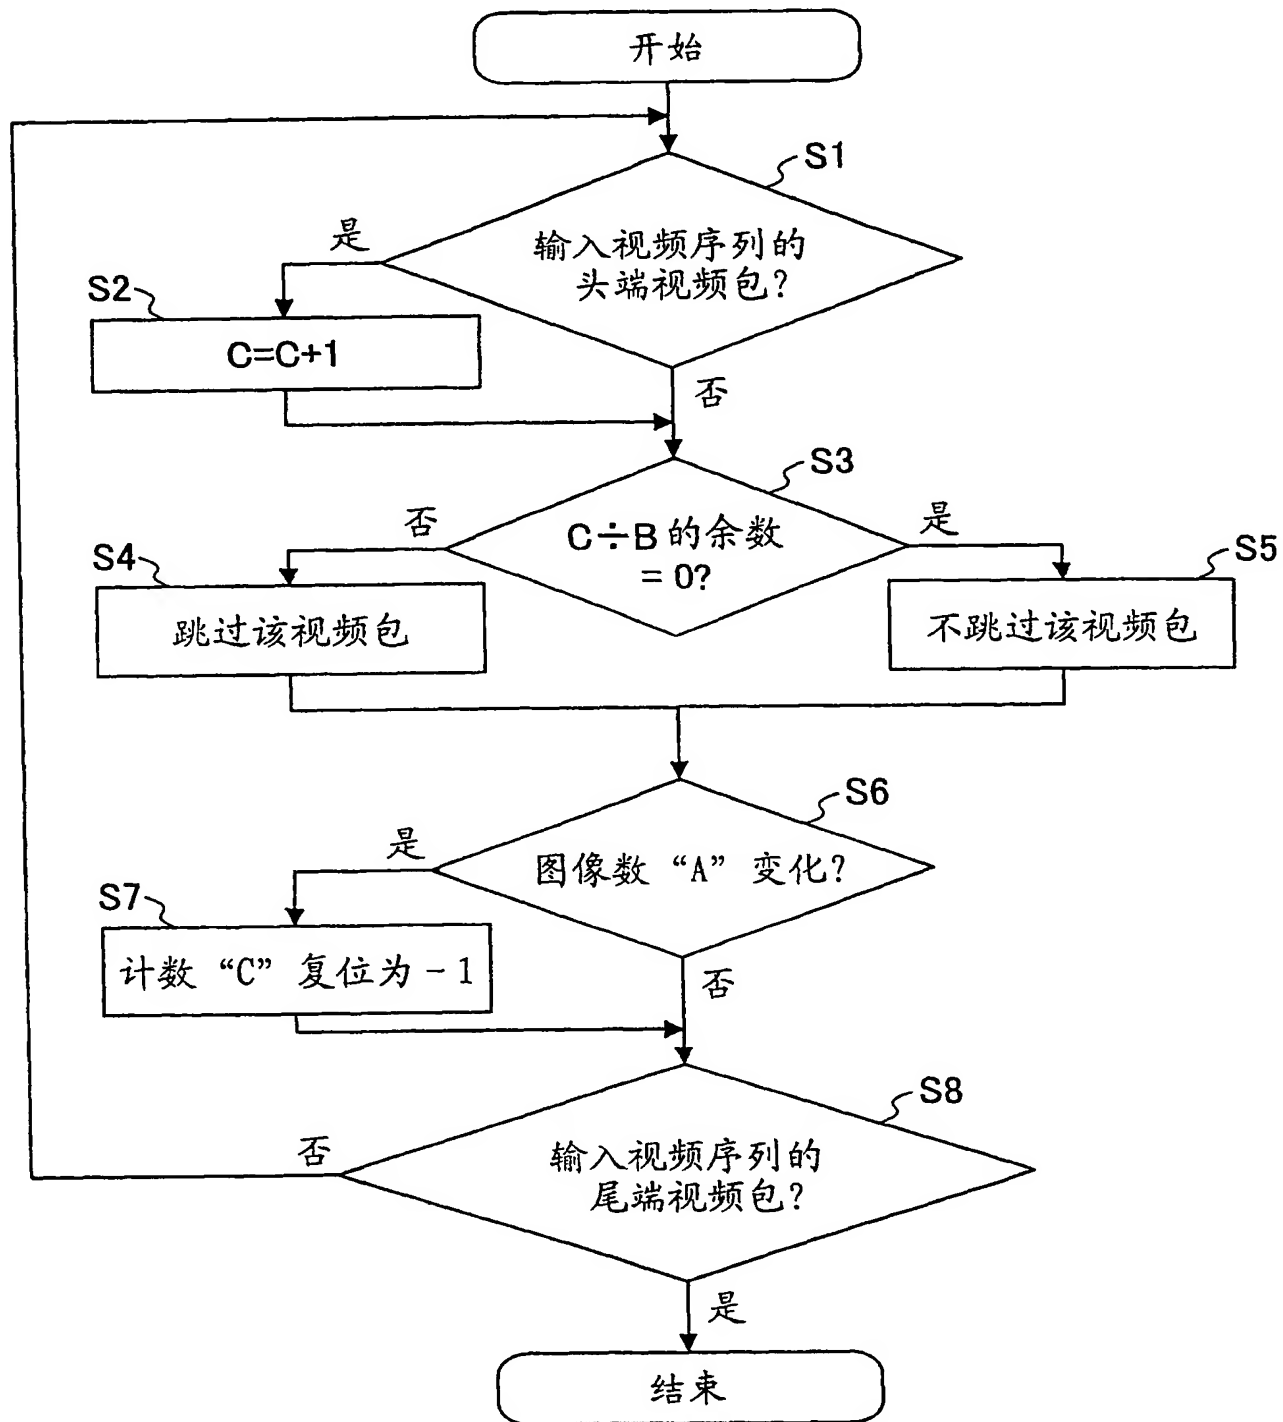 开始
S1
是
输入视频序列的
头端视频包？
S2
C=C+1
否
S3
否
C÷B 的余数
= 0?
是
S4
跳过该视频包
S5
不跳过该视频包
S6
是
图像数 “A” 变化？
S7
计数 “C” 复位为 -1
否
S8
否
输入视频序列的
尾端视频包？
是
结束